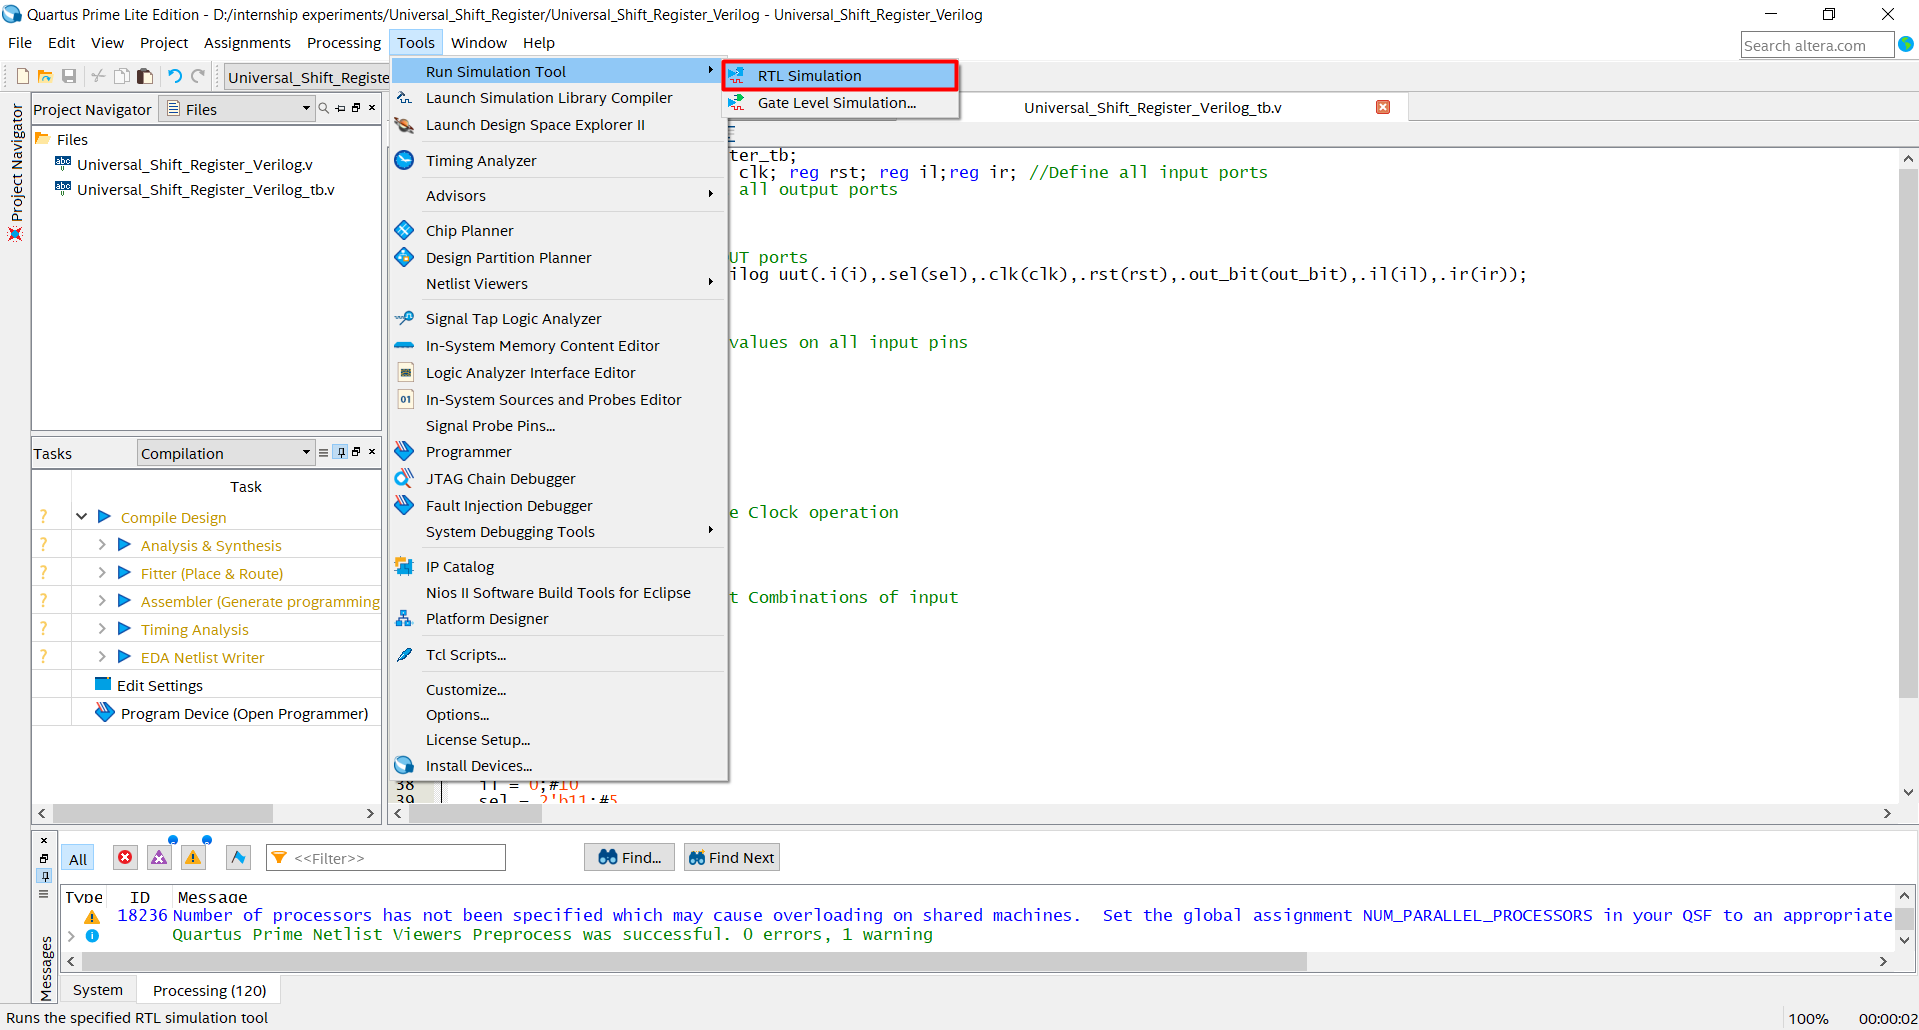 Quartus Prime Lite Edition - D:/internship experiments/Universal_Shift_Register/Universal_Shift_Register_Verilog - Universal_Shift_Register_Verilog
File Edit View Project Assignments Processing Tools Window Help
Search altera.com
Universal_Shift_Registe
Run Simulation Tool
RTL Simulation
Gate Level Simulation...
Launch Simulation Library Compiler
Launch Design Space Explorer II
Timing Analyzer
Advisors
Chip Planner
Design Partition Planner
Netlist Viewers
Signal Tap Logic Analyzer
In-System Memory Content Editor
Logic Analyzer Interface Editor
In-System Sources and Probes Editor
Signal Probe Pins...
Programmer
JTAG Chain Debugger
Fault Injection Debugger
System Debugging Tools
IP Catalog
Nios II Software Build Tools for Eclipse
Platform Designer
Tcl Scripts...
Customize...
Options...
License Setup...
Install Devices...
Project Navigator
Project Navigator Files
Files
Universal_Shift_Register_Verilog.v
Universal_Shift_Register_Verilog_tb.v
Tasks Compilation
Task
Compile Design
Analysis & Synthesis
Fitter (Place & Route)
Assembler (Generate programming
Timing Analysis
EDA Netlist Writer
Edit Settings
Program Device (Open Programmer)
Universal_Shift_Register_Verilog_tb.v
ter_tb;
clk; reg rst; reg il;reg ir; //Define all input ports
all output ports
UT ports
ilog uut(.i(i),.sel(sel),.clk(clk),.rst(rst),.out_bit(out_bit),.il(il),.ir(ir));
values on all input pins
e Clock operation
t Combinations of input
38 il = 0;#10
39 sel = 2'b11;#5
All <<Filter>> Find... Find Next
Type ID Message
18236 Number of processors has not been specified which may cause overloading on shared machines. Set the global assignment NUM_PARALLEL_PROCESSORS in your QSF to an appropriate
Quartus Prime Netlist Viewers Preprocess was successful. 0 errors, 1 warning
Messages
System Processing (120)
Runs the specified RTL simulation tool
100% 00:00:02